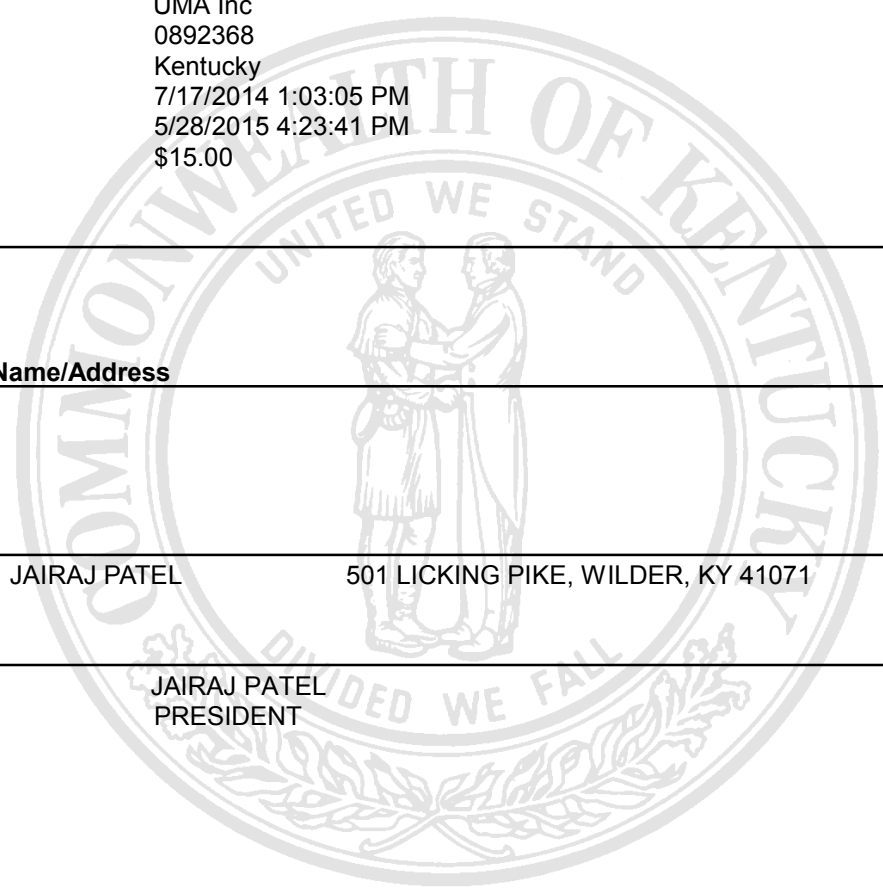 UMA Inc
0892368
Kentucky
7/17/2014 1:03:05 PM
5/28/2015 4:23:41 PM
$15.00
COMMONWEALTH OF KENTUCKY
UNITED WE STAND
Name/Address
JAIRAJ PATEL 501 LICKING PIKE, WILDER, KY 41071
DIVIDED WE FALL
JAIRAJ PATEL
PRESIDENT